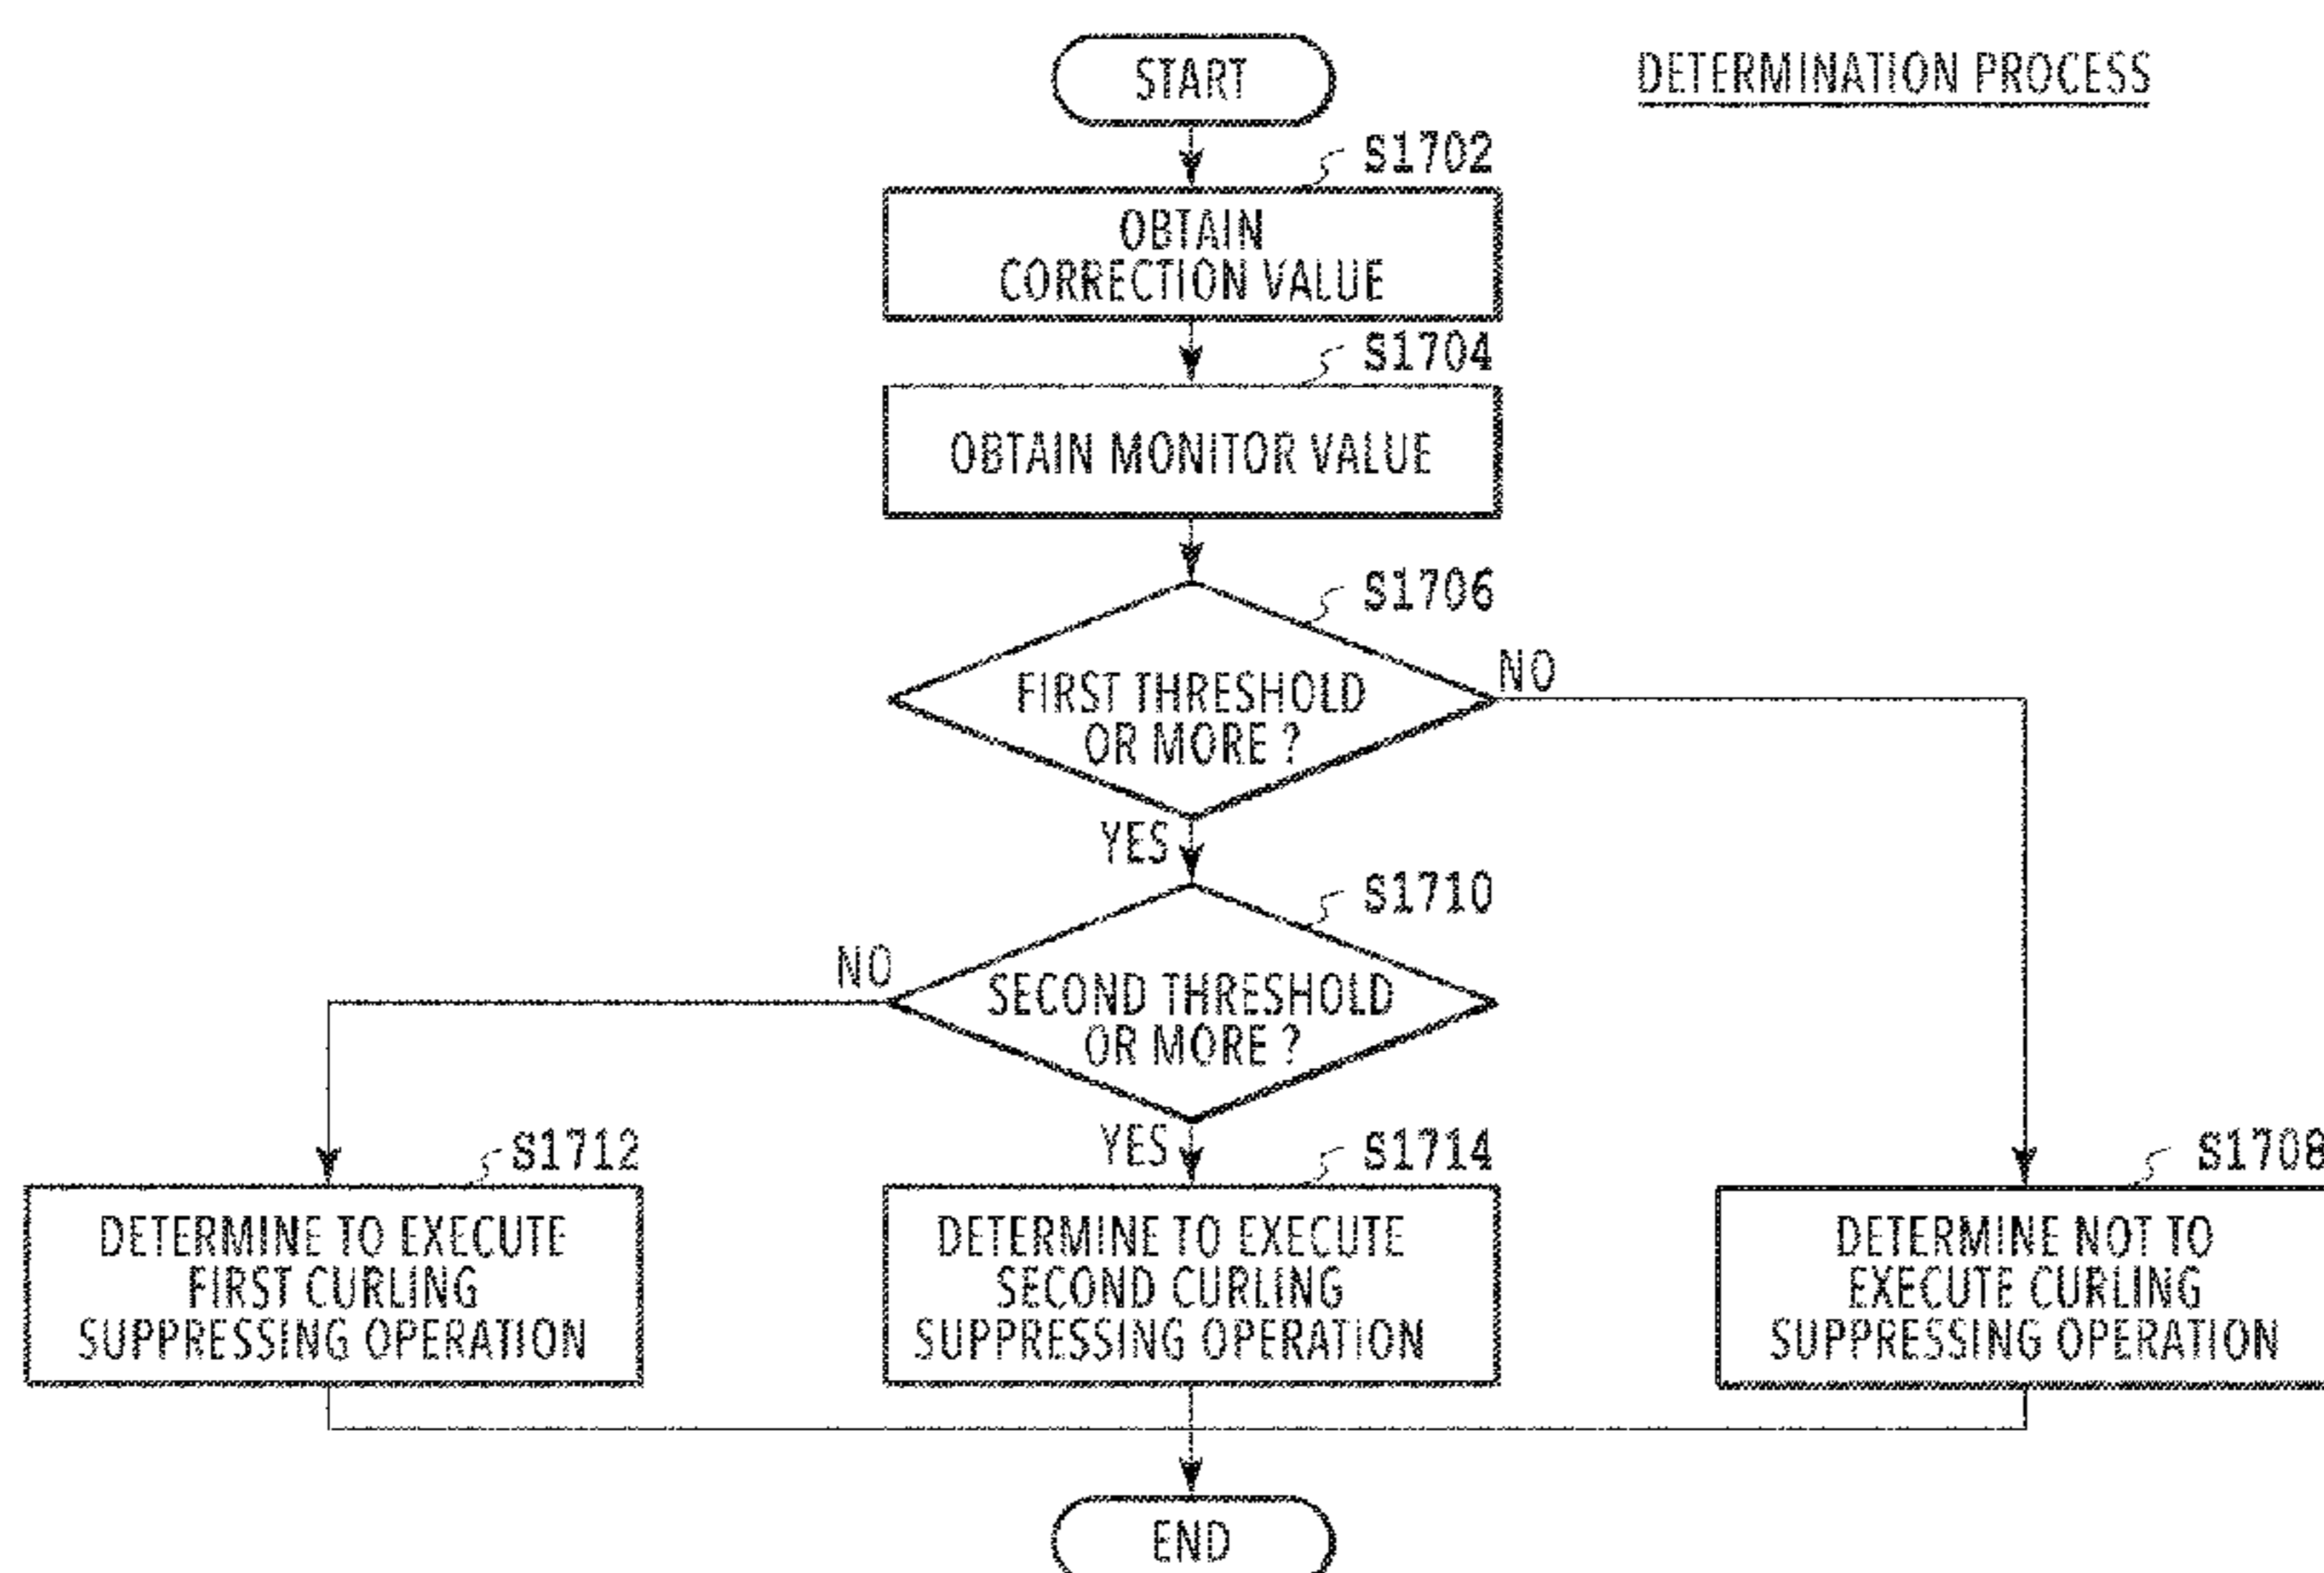 START
DETERMINATION PROCESS
S1702
OBTAIN
CORRECTION VALUE
S1704
OBTAIN MONITOR VALUE
S1706
FIRST THRESHOLD
OR MORE ?
NO
YES
S1710
SECOND THRESHOLD
OR MORE ?
NO
YES
S1712
DETERMINE TO EXECUTE
FIRST CURLING
SUPPRESSING OPERATION
S1714
DETERMINE TO EXECUTE
SECOND CURLING
SUPPRESSING OPERATION
S1708
DETERMINE NOT TO
EXECUTE CURLING
SUPPRESSING OPERATION
END